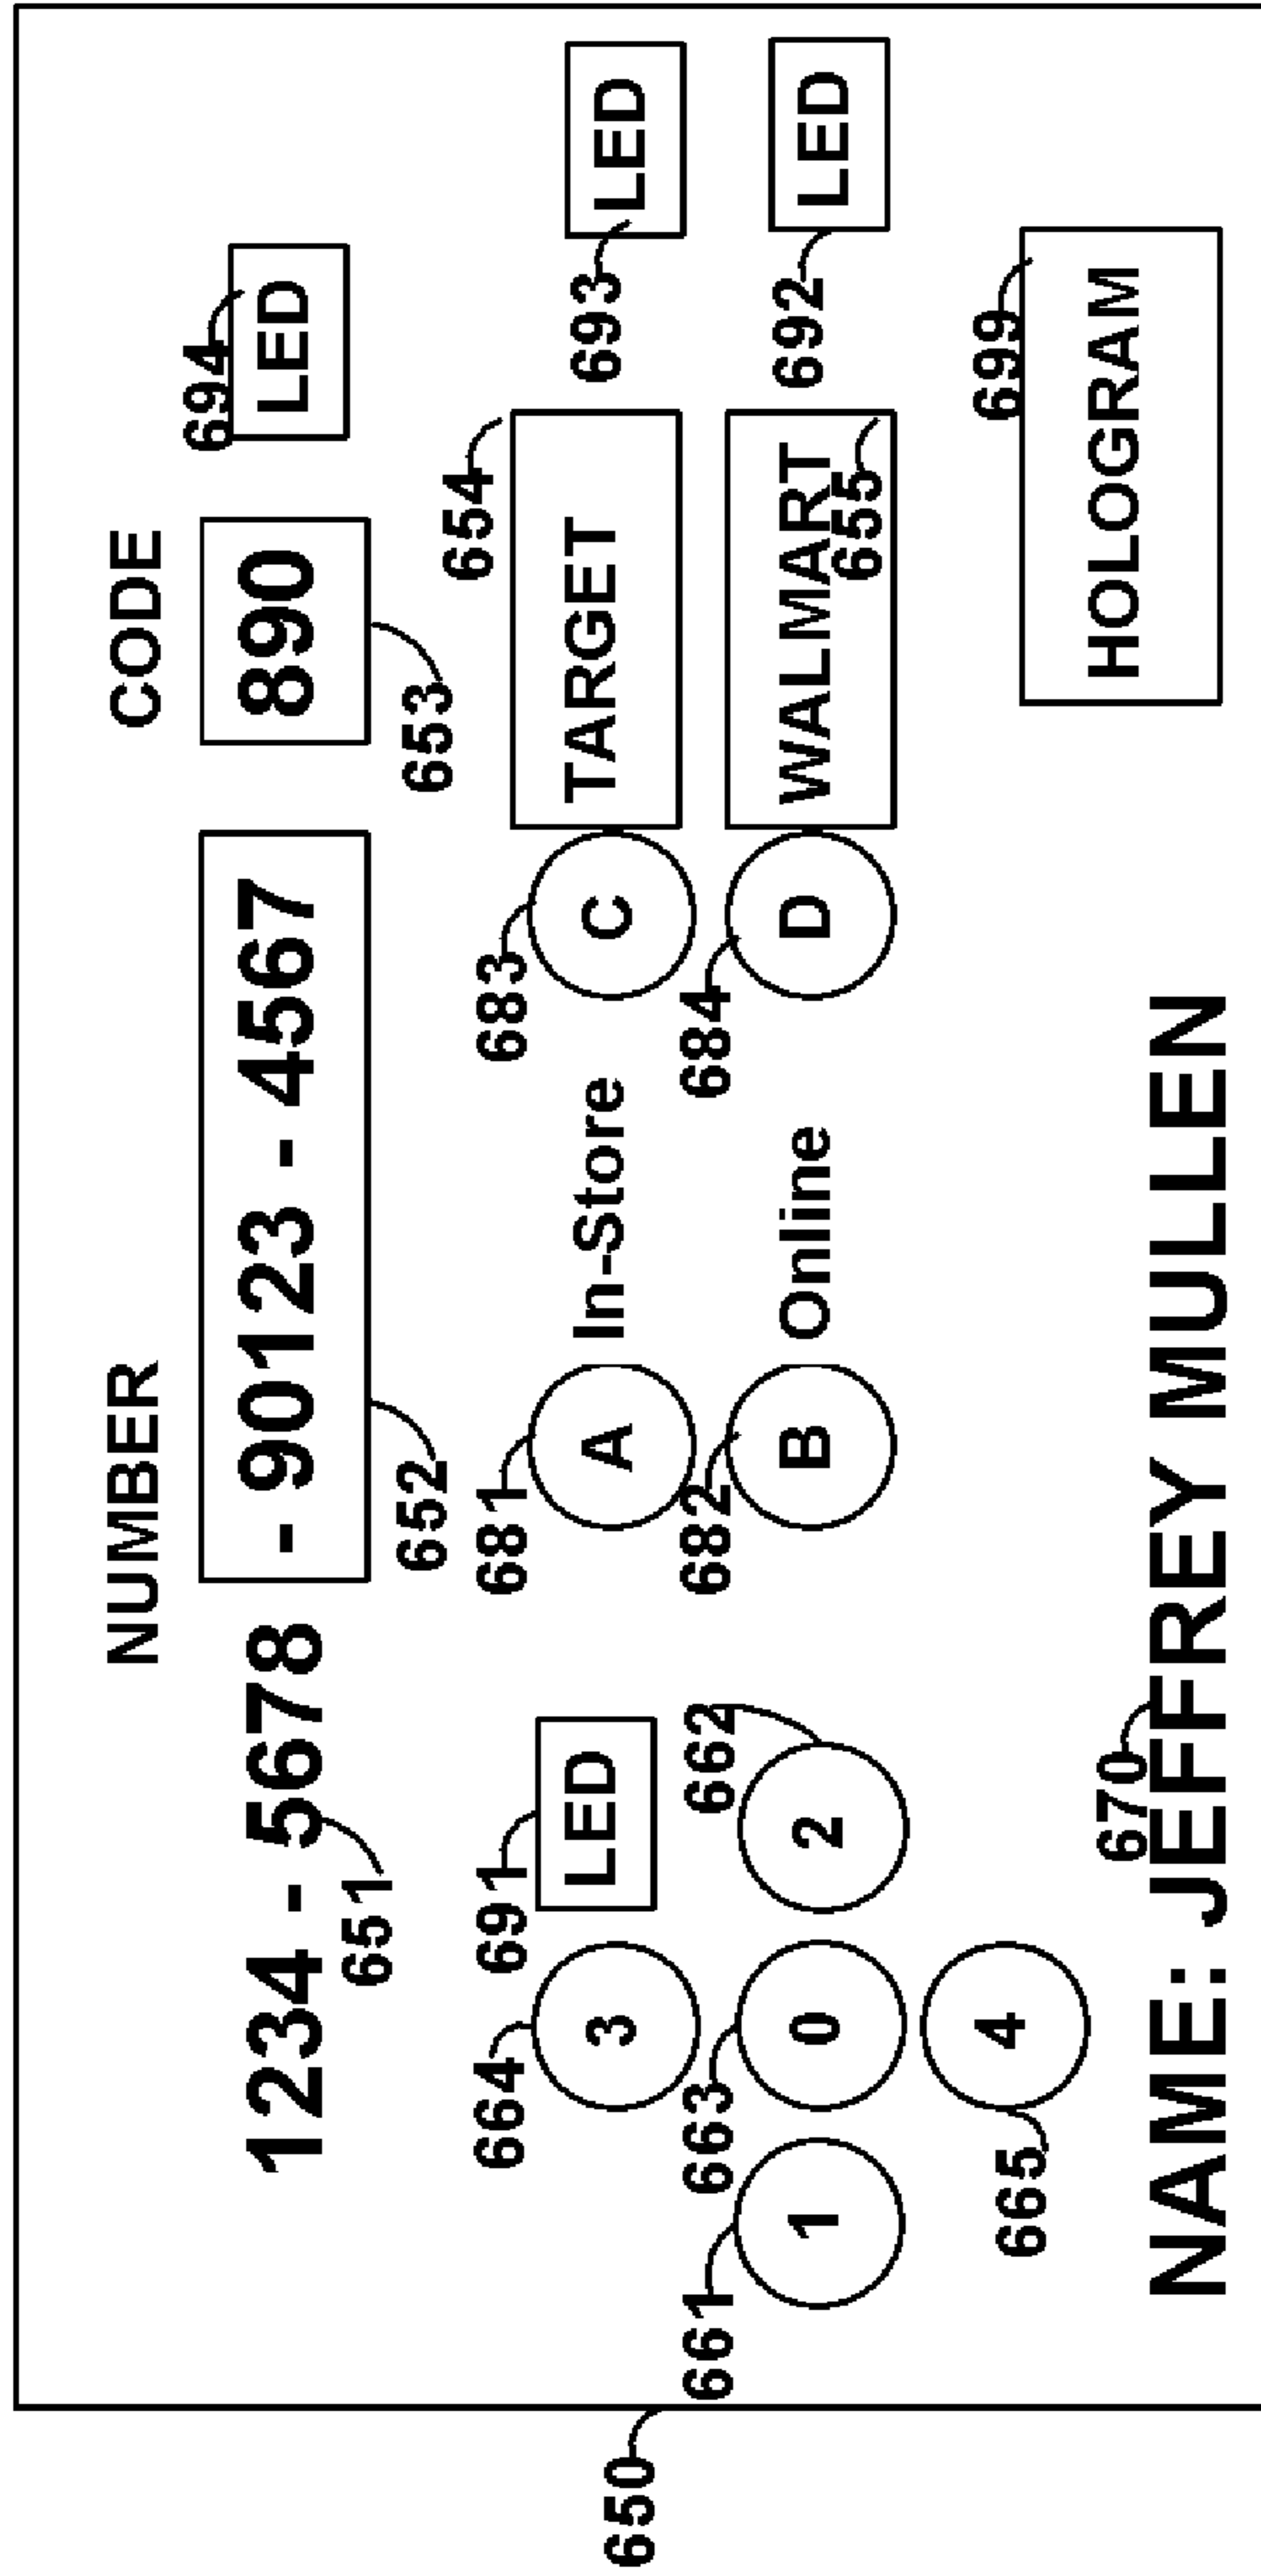 NUMBER CODE
1234 - 5678 - 90123 - 4567 890 LED
694
651 652 653
664 691 681 683 654 693
3 LED A In-Store C TARGET LED
661 663 662 682 684 655 692
1 0 2 B Online D WALMART LED
665 699
4 HOLOGRAM
670
NAME: JEFFREY MULLEN
650